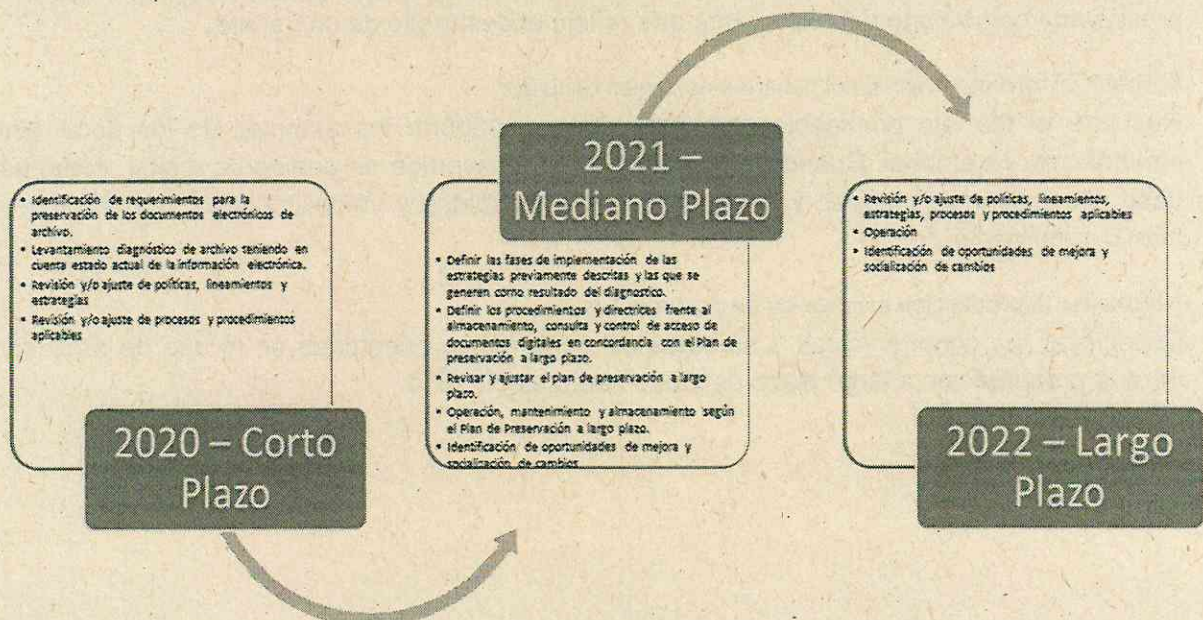 • Identificación de requerimientos para la
preservación de los documentos electrónicos de
archivo.
• Levantamiento diagnóstico de archivo teniendo en
cuenta estado actual de la información electrónica.
• Revisión y/o ajuste de políticas, lineamientos y
estrategias
• Revisión y/o ajuste de procesos y procedimientos
aplicables
2020 – Corto
Plazo
2021 –
Mediano Plazo
• Definir las fases de implementación de las
estrategias previamente descritas y las que se
generen como resultado del diagnostico.
• Definir los procedimientos y directrices frente al
almacenamiento, consulta y control de acceso de
documentos digitales en concordancia con el Plan de
preservación a largo plazo.
• Revisar y ajustar el plan de preservación a largo
plazo.
• Operación, mantenimiento y almacenamiento según
el Plan de Preservación a largo plazo.
• Identificación de oportunidades de mejora y
socialización de cambios
• Revisión y/o ajuste de políticas, lineamientos,
estrategias, procesos y procedimientos aplicables
• Operación
• Identificación de oportunidades de mejora y
socialización de cambios
2022 – Largo
Plazo